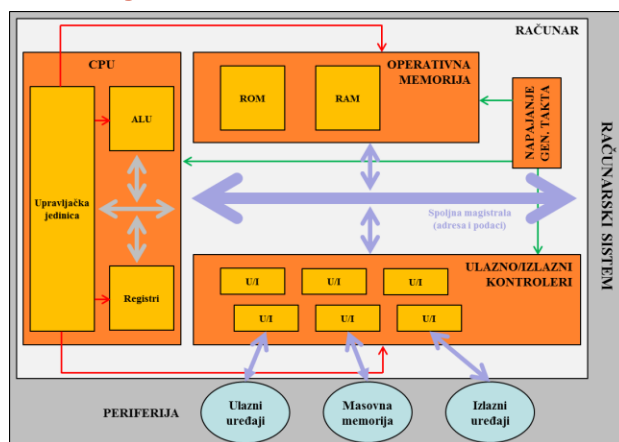 RAČUNAR
CPU
OPERATIVNA
MEMORIJA
ROM
RAM
NAPAJANJE
GEN. TAKTA
ALU
Upravljačka
jedinica
Registri
Spoljna magistrala
(adresa i podaci)
RAČUNARSKI SISTEM
ULAZNO/IZLAZNI
KONTROLERI
U/I
U/I
U/I
U/I
U/I
U/I
PERIFERIJA
Ulazni
uređaji
Masovna
memorija
Izlazni
uređaji